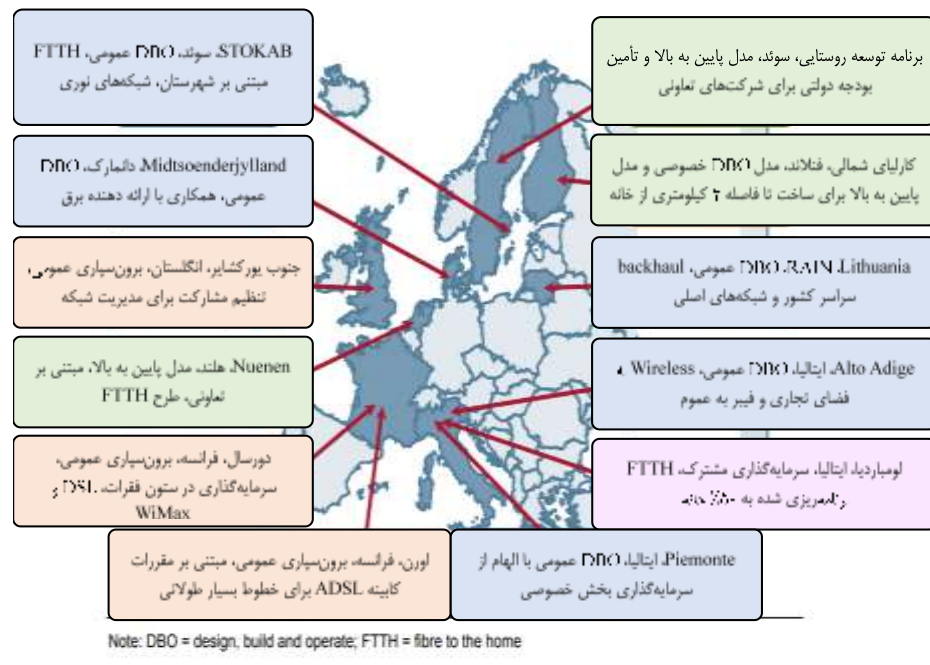 STOKAB، سوئد، DBO عمومی، FTTH
مبتنی بر شهرستان، شبکه‌های نوری
برنامه توسعه روستایی، سوئد، مدل پایین به بالا و تأمین
بودجه دولتی برای شرکت‌های تعاونی
Midtsoenderjylland، دانمارک، DBO
عمومی، همکاری با ارائه دهنده برق
کارلیای شمالی، فنلاند، مدل DBO خصوصی و مدل
پایین به بالا برای ساخت تا فاصله ۲ کیلومتری از خانه
جنوب یورکشایر، انگلستان، برون‌سپاری عمومی،
تنظیم مشارکت برای مدیریت شبکه
Lithuania، RAIN، DBO عمومی، backhaul
سراسر کشور و شبکه‌های اصلی
Nuenen، هلند، مدل پایین به بالا، مبتنی بر
تعاونی، طرح FTTH
Alto Adige، ایتالیا، DBO عمومی، Wireless
فضای تجاری و فیبر به عموم
دورسال، فرانسه، برون‌سپاری عمومی،
سرمایه‌گذاری در ستون فقرات، DSL و
WiMax
لومباردیا، ایتالیا، سرمایه‌گذاری مشترک، FTTH
شده به
اورن، فرانسه، برون‌سپاری عمومی، مبتنی بر مقررات
کابینه ADSL برای خطوط بسیار طولانی
Piemonte، ایتالیا، DBO عمومی با الهام از
سرمایه‌گذاری بخش خصوصی
Note: DBO = design, build and operate; FTTH = fibre to the home